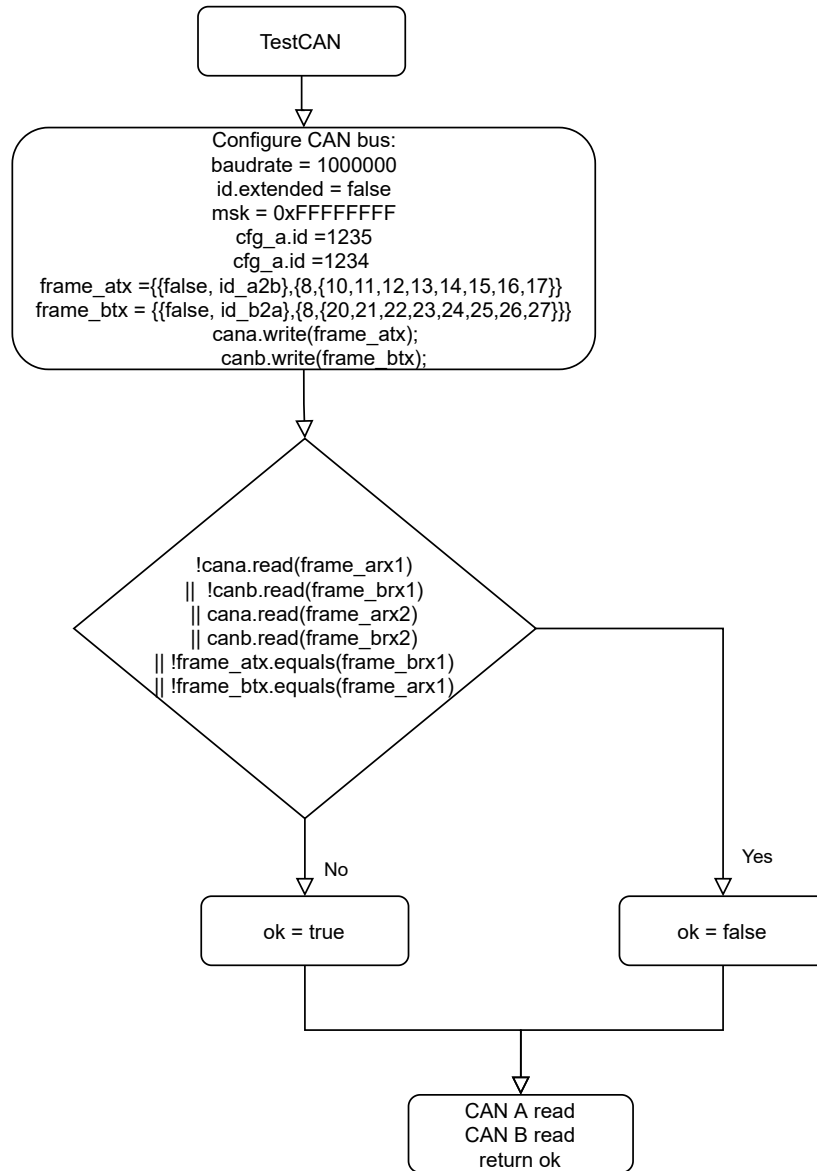 TestCAN
Configure CAN bus:
baudrate = 1000000
id.extended = false
msk = 0xFFFFFFFF
cfg_a.id =1235
cfg_a.id =1234
frame_atx ={{false, id_a2b},{8,{10,11,12,13,14,15,16,17}}
frame_btx = {{false, id_b2a},{8,{20,21,22,23,24,25,26,27}}}
cana.write(frame_atx);
canb.write(frame_btx);
!cana.read(frame_arx1)
|| !canb.read(frame_brx1)
|| cana.read(frame_arx2)
|| canb.read(frame_brx2)
|| !frame_atx.equals(frame_brx1)
|| !frame_btx.equals(frame_arx1)
No
Yes
ok = true
ok = false
CAN A read
CAN B read
return ok